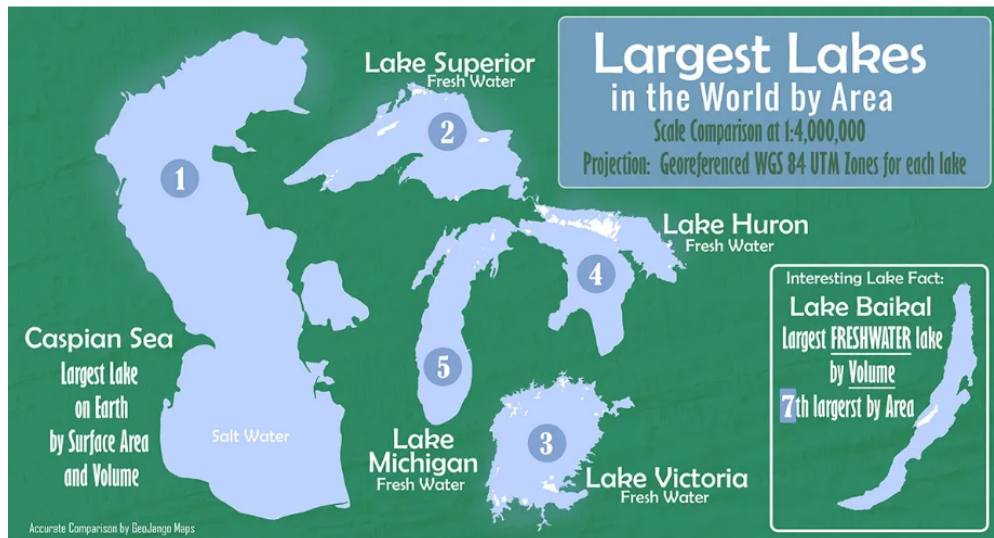 Largest Lakes
in the World by Area
Scale Comparison at 1:4,000,000
Projection: Georeferenced WGS 84 UTM Zones for each lake
Lake Superior
Fresh Water
2
1
Lake Huron
Fresh Water
4
Caspian Sea
Largest Lake
on Earth
by Surface Area
and Volume
Salt Water
5
Lake
Michigan
Fresh Water
3
Lake Victoria
Fresh Water
Interesting Lake Fact:
Lake Baikal
Largest FRESHWATER lake
by Volume
7th largerst by Area
Accurate Comparison by GeoJango Maps